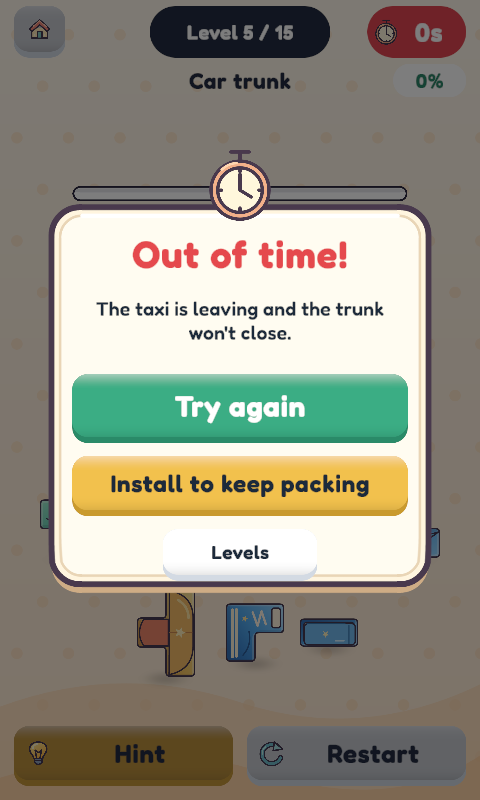 Level 5 / 15
0s
Car trunk
0%
Out of time!
The taxi is leaving and the trunk
won't close.
Try again
Install to keep packing
Levels
Hint
Restart